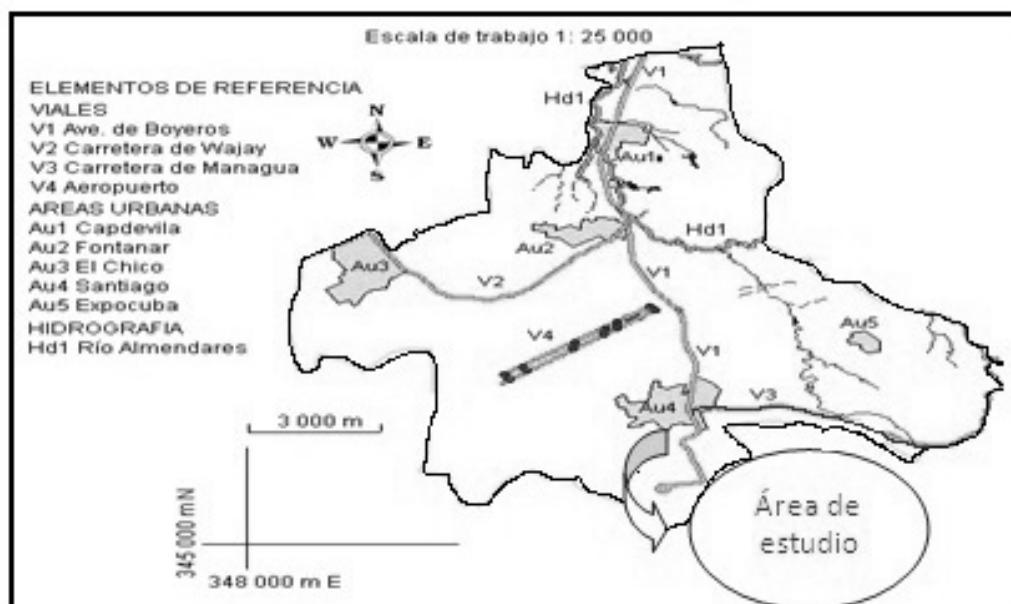 Escala de trabajo 1: 25 000
ELEMENTOS DE REFERENCIA
VIALES
V1 Ave. de Boyeros
V2 Carretera de Wajay
V3 Carretera de Managua
V4 Aeropuerto
AREAS URBANAS
Au1 Capdevila
Au2 Fontanar
Au3 El Chico
Au4 Santiago
Au5 Expocuba
HIDROGRAFIA
Hd1 Río Almendares
N
W
E
S
V1
Hd1
Au1
Au2
Hd1
Au3
V2
V1
V4
Au5
V1
Au4
V3
3 000 m
345 000 mN
348 000 m E
Área de
estudio